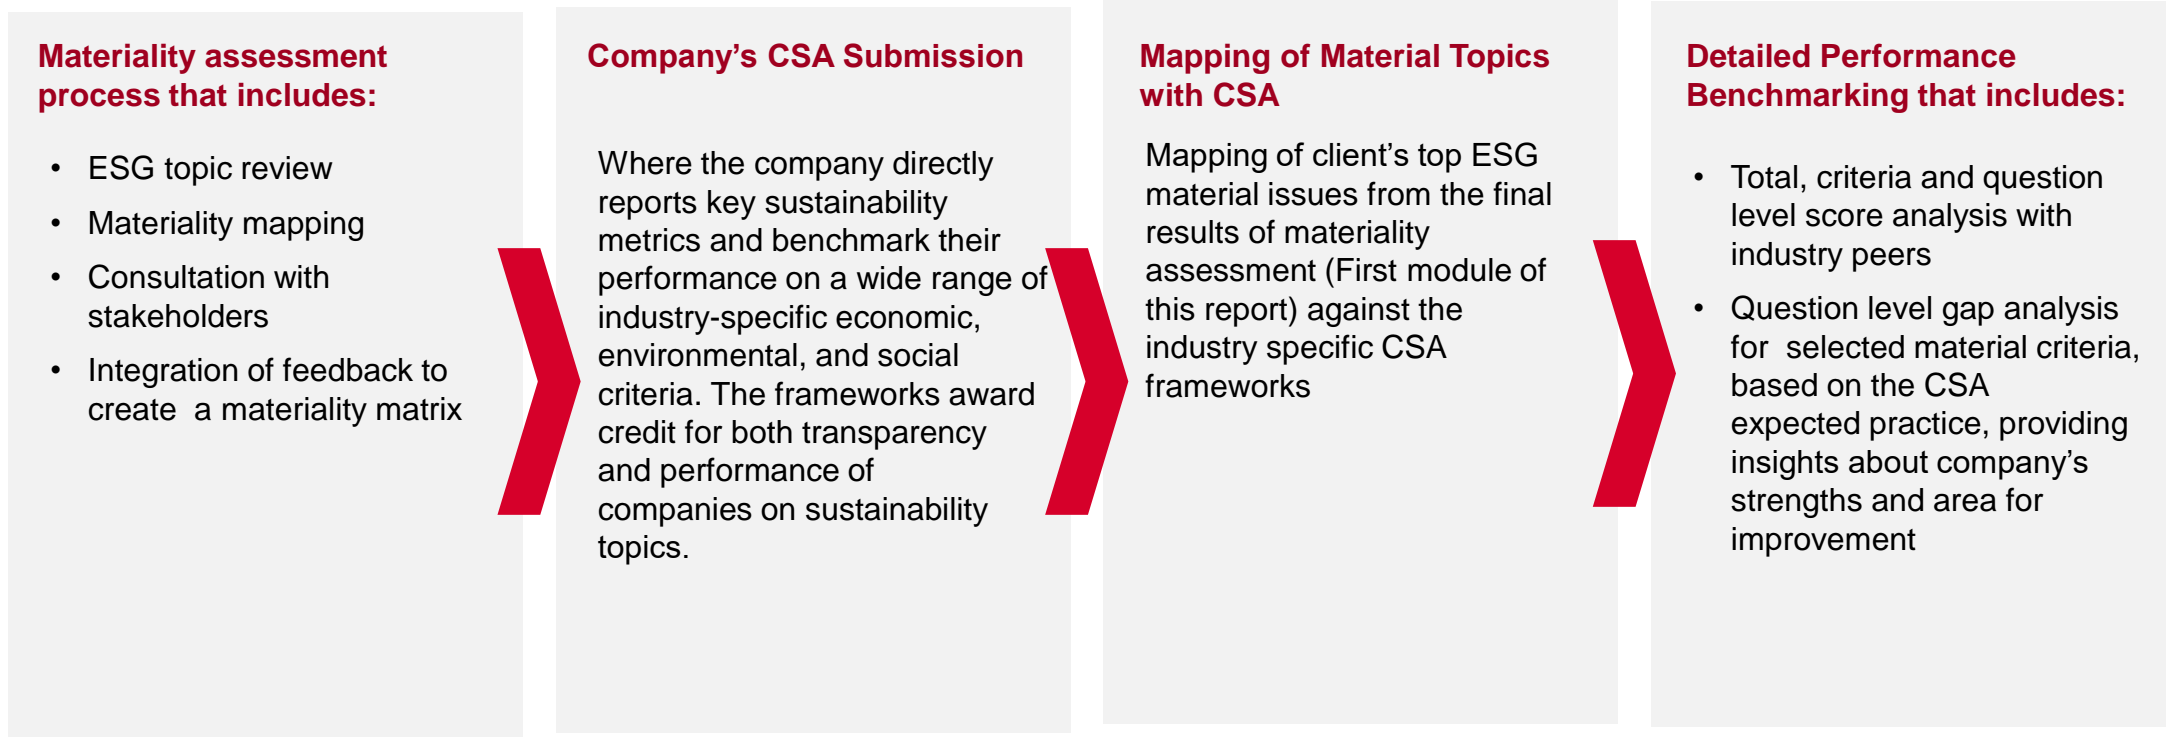 Materiality assessment
process that includes:
• ESG topic review
• Materiality mapping
• Consultation with
stakeholders
• Integration of feedback to
create  a materiality matrix
Company’s CSA Submission
Where the company directly
reports key sustainability
metrics and benchmark their
performance on a wide range of
industry-specific economic,
environmental, and social
criteria. The frameworks award
credit for both transparency
and performance of
companies on sustainability
topics.
Mapping of Material Topics
with CSA
Mapping of client’s top ESG
material issues from the final
results of materiality
assessment (First module of
this report) against the
industry specific CSA
frameworks
Detailed Performance
Benchmarking that includes:
• Total, criteria and question
level score analysis with
industry peers
• Question level gap analysis
for  selected material criteria,
based on the CSA
expected practice, providing
insights about company’s
strengths and area for
improvement